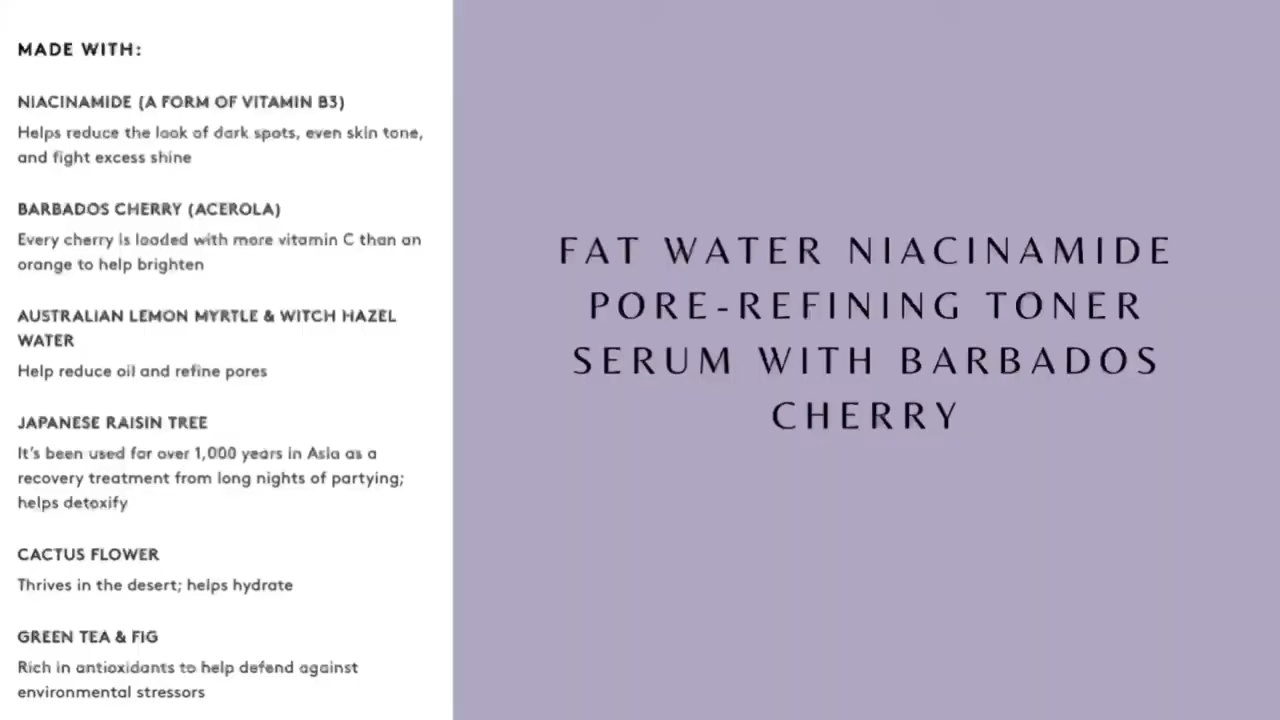 MADE WITH:
NIACINAMIDE (A FORM OF VITAMIN B3)
Helps reduce the look of dark spots, even skin tone,
and fight excess shine
BARBADOS CHERRY (ACEROLA)
Every cherry is loaded with more vitamin C than an
orange to help brighten
AUSTRALIAN LEMON MYRTLE & WITCH HAZEL
WATER
Help reduce oil and refine pores
JAPANESE RAISIN TREE
It's been used for over 1,000 years in Asia as a
recovery treatment from long nights of partying;
helps detoxify
CACTUS FLOWER
Thrives in the desert; helps hydrate
GREEN TEA & FIG
Rich in antioxidants to help defend against
environmental stressors
FAT WATER NIACINAMIDE
PORE-REFINING TONER
SERUM WITH BARBADOS
CHERRY